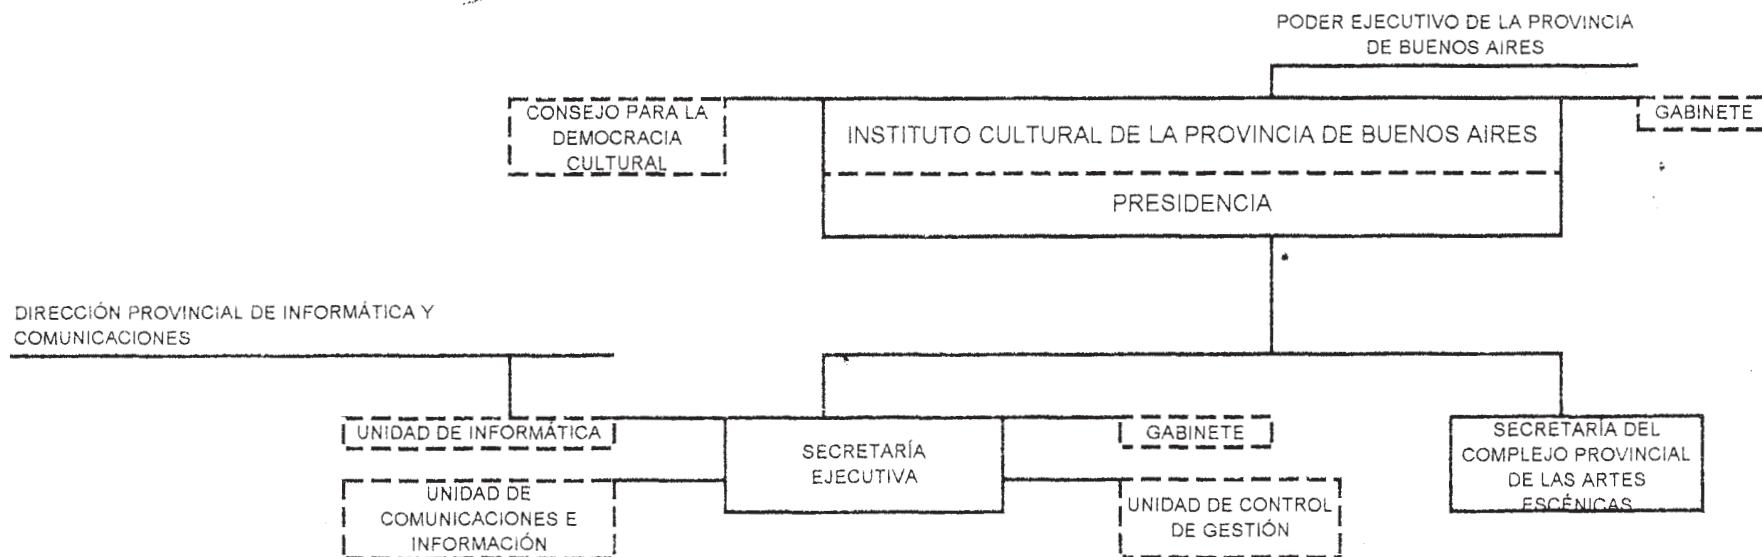 PODER EJECUTIVO DE LA PROVINCIA
DE BUENOS AIRES
CONSEJO PARA LA
DEMOCRACIA
CULTURAL
INSTITUTO CULTURAL DE LA PROVINCIA DE BUENOS AIRES
GABINETE
PRESIDENCIA
DIRECCIÓN PROVINCIAL DE INFORMÁTICA Y
COMUNICACIONES
UNIDAD DE INFORMÁTICA
SECRETARÍA
EJECUTIVA
GABINETE
SECRETARÍA DEL
COMPLEJO PROVINCIAL
DE LAS ARTES
ESCÉNICAS
UNIDAD DE
COMUNICACIONES E
INFORMACIÓN
UNIDAD DE CONTROL
DE GESTIÓN